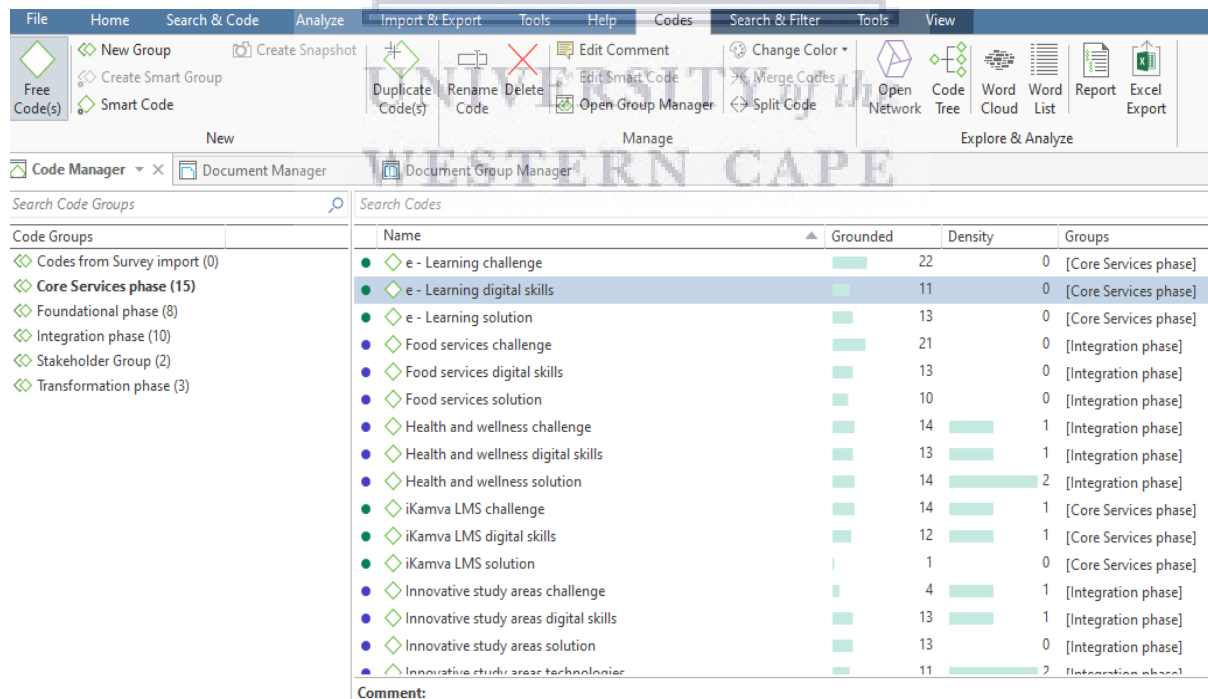 File Home Search & Code Analyze Import & Export Tools Help Codes Search & Filter Tools View
Free Code(s)
New Group
Create Smart Group
Smart Code
Create Snapshot
New
Duplicate Code(s)
Rename Code
Delete
Edit Comment
Edit Smart Code
Open Group Manager
Change Color
Merge Codes
Split Code
Manage
Open Network
Code Tree
Word Cloud
Word List
Report
Excel Export
Explore & Analyze
UNIVERSITY of the
WESTERN CAPE
Code Manager Document Manager Document Group Manager
Search Code Groups
Code Groups
Codes from Survey import (0)
Core Services phase (15)
Foundational phase (8)
Integration phase (10)
Stakeholder Group (2)
Transformation phase (3)
Search Codes
Name Grounded Density Groups
e - Learning challenge 22 0 [Core Services phase]
e - Learning digital skills 11 0 [Core Services phase]
e - Learning solution 13 0 [Core Services phase]
Food services challenge 21 0 [Integration phase]
Food services digital skills 13 0 [Integration phase]
Food services solution 10 0 [Integration phase]
Health and wellness challenge 14 1 [Integration phase]
Health and wellness digital skills 13 1 [Integration phase]
Health and wellness solution 14 2 [Integration phase]
iKamva LMS challenge 14 1 [Core Services phase]
iKamva LMS digital skills 12 1 [Core Services phase]
iKamva LMS solution 1 0 [Core Services phase]
Innovative study areas challenge 4 1 [Integration phase]
Innovative study areas digital skills 13 1 [Integration phase]
Innovative study areas solution 13 0 [Integration phase]
Innovative study areas technologies 11 2 [Integration phase]
Comment: